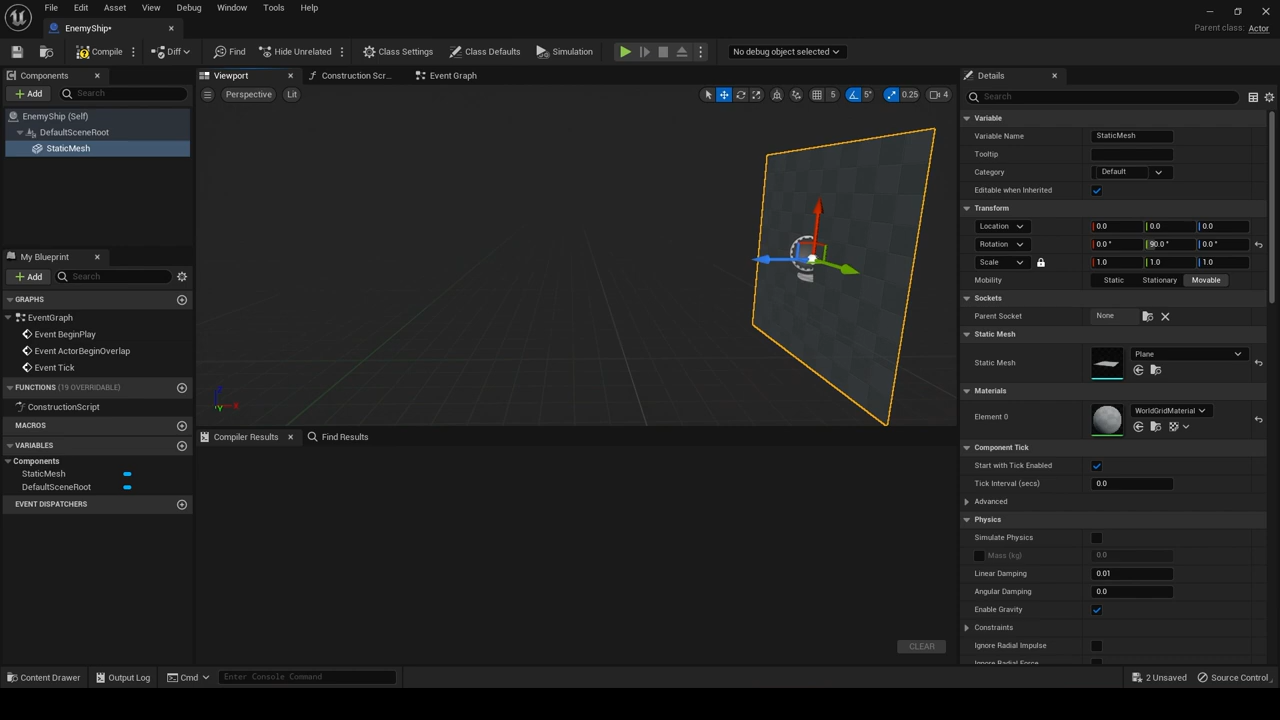 File Edit Asset View Debug Window Tools Help
EnemyShip*
Parent class: Actor
Compile Diff Find Hide Unrelated Class Settings Class Defaults Simulation No debug object selected
Components
Add Search
EnemyShip (Self)
DefaultSceneRoot
StaticMesh
My Blueprint
Add Search
GRAPHS
EventGraph
Event BeginPlay
Event ActorBeginOverlap
Event Tick
FUNCTIONS (19 OVERRIDABLE)
ConstructionScript
MACROS
VARIABLES
Components
StaticMesh
DefaultSceneRoot
EVENT DISPATCHERS
Viewport Construction Scr... Event Graph
Perspective Lit 5 5° 0.25 4
Z X Y
Compiler Results Find Results
CLEAR
Details
Search
Variable
Variable Name StaticMesh
Tooltip
Category Default
Editable when Inherited
Transform
Location 0.0 0.0 0.0
Rotation 0.0 ° 90.0 ° 0.0 °
Scale 1.0 1.0 1.0
Mobility Static Stationary Movable
Sockets
Parent Socket None
Static Mesh
Static Mesh Plane
Materials
Element 0 WorldGridMaterial
Component Tick
Start with Tick Enabled
Tick Interval (secs) 0.0
Advanced
Physics
Simulate Physics
Mass (kg) 0.0
Linear Damping 0.01
Angular Damping 0.0
Enable Gravity
Constraints
Ignore Radial Impulse
Ignore Radial Force
Content Drawer Output Log Cmd Enter Console Command 2 Unsaved Source Control